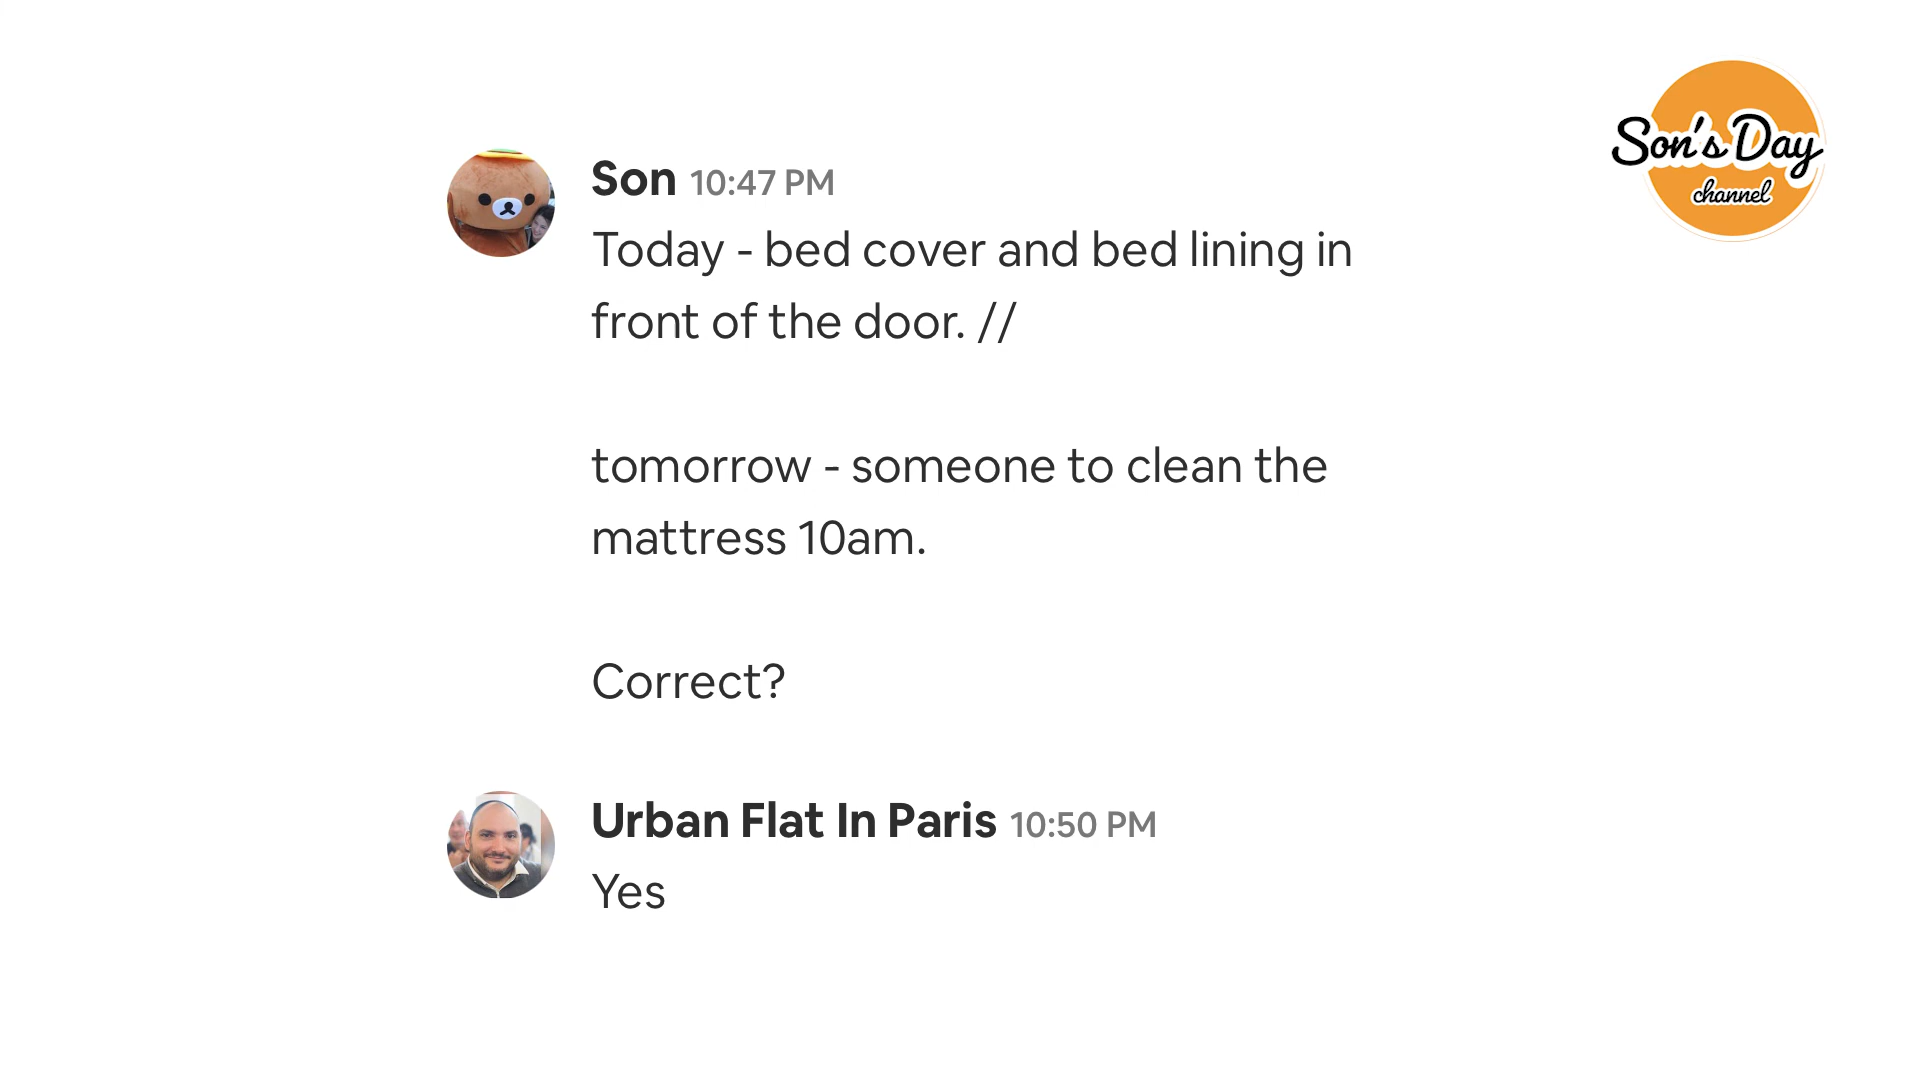 Son's Day
channel
Son 10:47 PM
Today - bed cover and bed lining in
front of the door. //
tomorrow - someone to clean the
mattress 10am.
Correct?
Urban Flat In Paris 10:50 PM
Yes